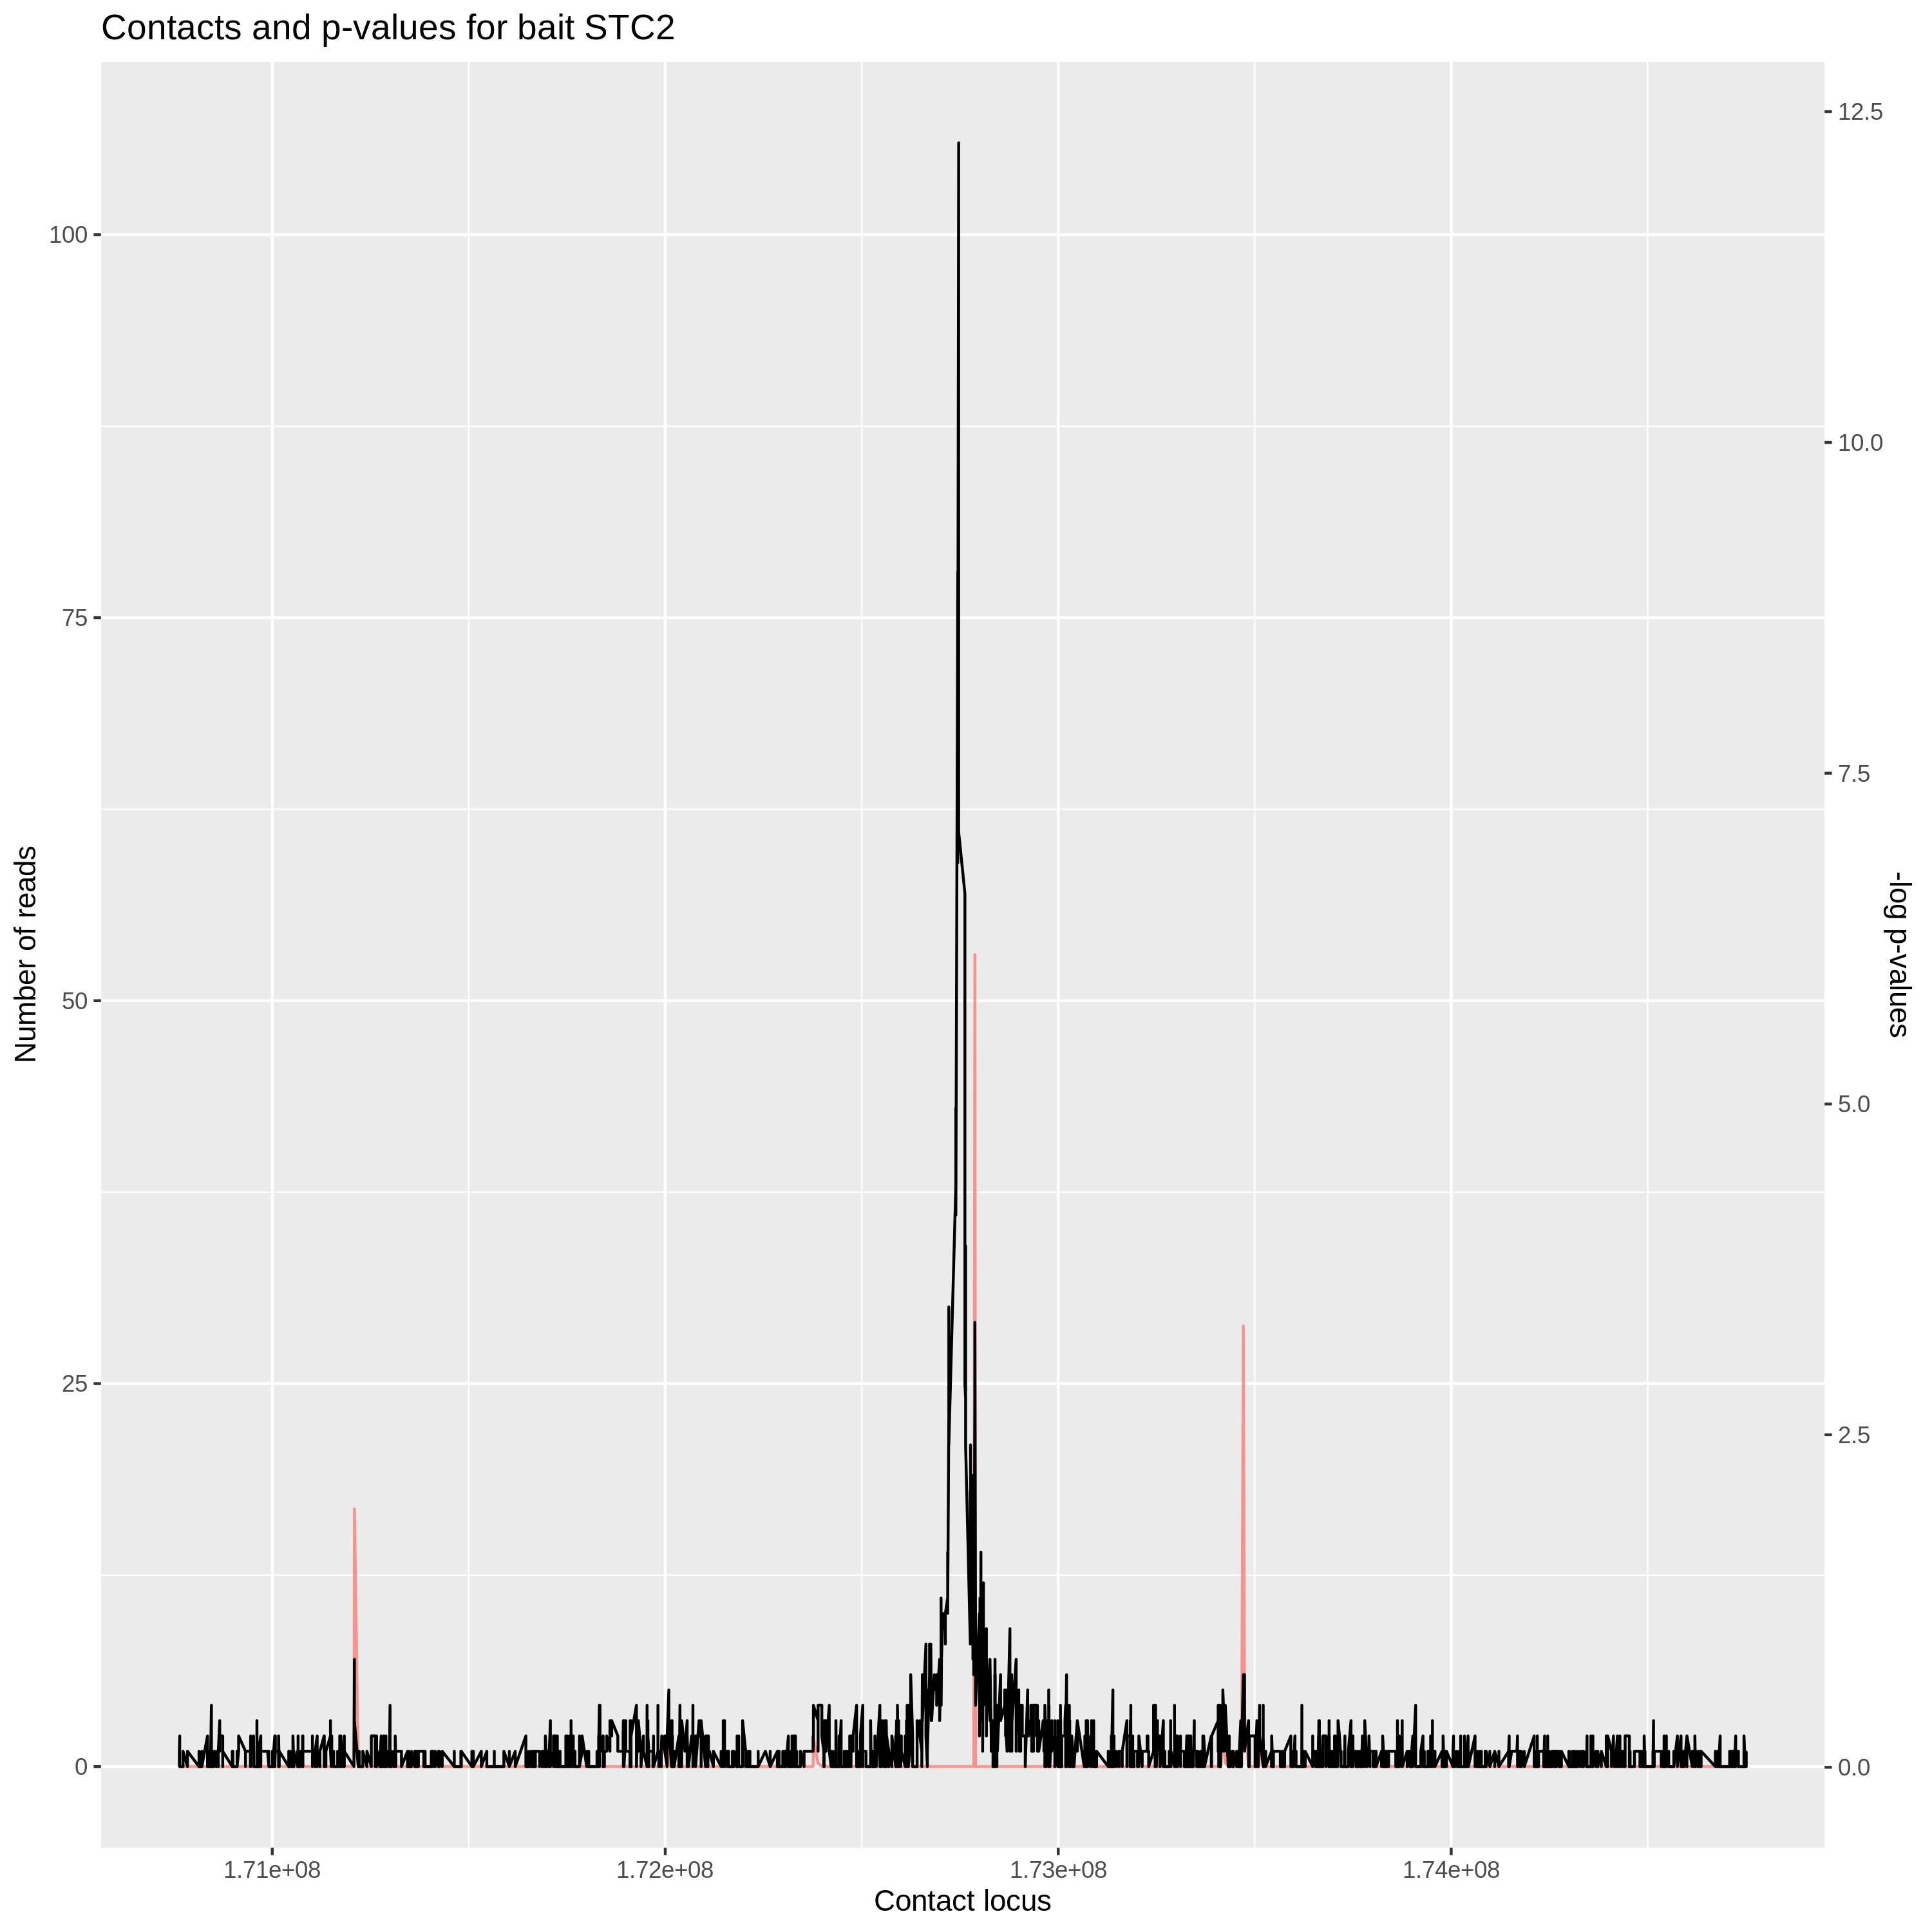 Contacts and p-values for bait STC2
Number of reads
100
75
50
25
0
12.5
10.0
7.5
5.0
2.5
0.0
-log p-values
1.71e+08
1.72e+08
1.73e+08
1.74e+08
Contact locus